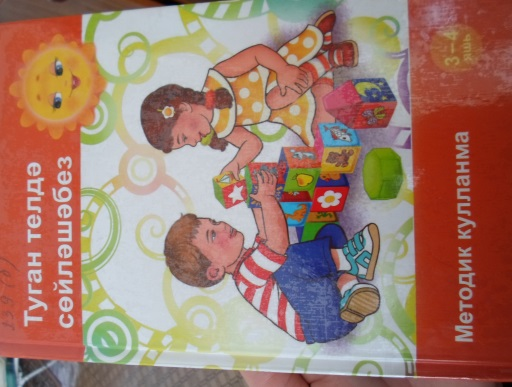 Туган телдә
сөйләшәбез
3–4
яшь
Методик кулланма